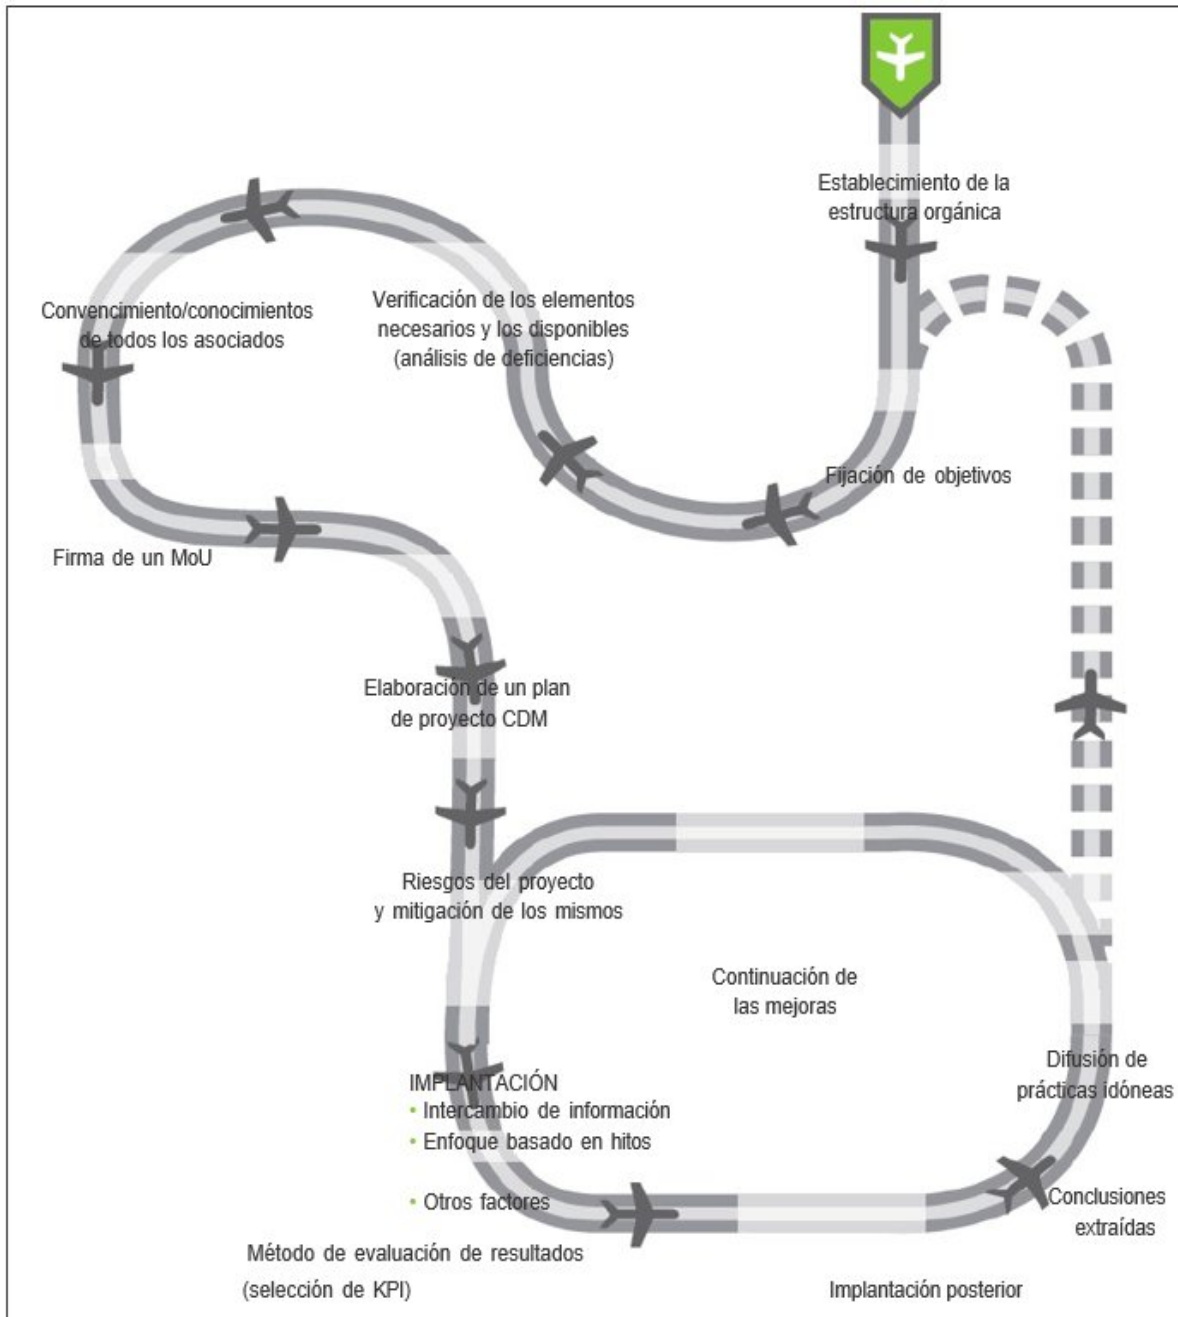 Establecimiento de la
estructura orgánica
Convencimiento/conocimientos
de todos los asociados
Verificación de los elementos
necesarios y los disponibles
(análisis de deficiencias)
Fijación de objetivos
Firma de un MoU
Elaboración de un plan
de proyecto CDM
Riesgos del proyecto
y mitigación de los mismos
Continuación de
las mejoras
IMPLANTACIÓN
• Intercambio de información
• Enfoque basado en hitos
• Otros factores
Difusión de
prácticas idóneas
Conclusiones
extraídas
Método de evaluación de resultados
(selección de KPI)
Implantación posterior